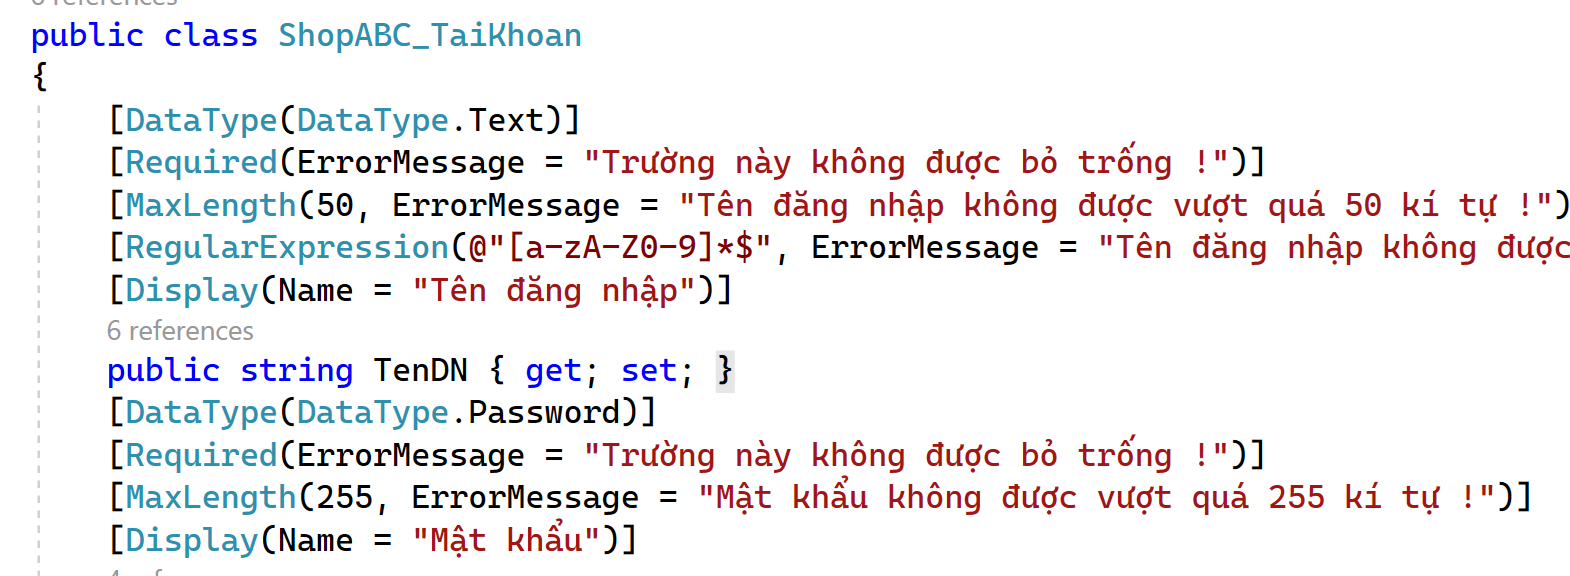 6 references
public class ShopABC_TaiKhoan
{
[DataType(DataType.Text)]
[Required(ErrorMessage = "Trường này không được bỏ trống !")]
[MaxLength(50, ErrorMessage = "Tên đăng nhập không được vượt quá 50 kí tự !")
[RegularExpression(@"[a-zA-Z0-9]*$", ErrorMessage = "Tên đăng nhập không được
[Display(Name = "Tên đăng nhập")]
6 references
public string TenDN { get; set; }
[DataType(DataType.Password)]
[Required(ErrorMessage = "Trường này không được bỏ trống !")]
[MaxLength(255, ErrorMessage = "Mật khẩu không được vượt quá 255 kí tự !")]
[Display(Name = "Mật khẩu")]